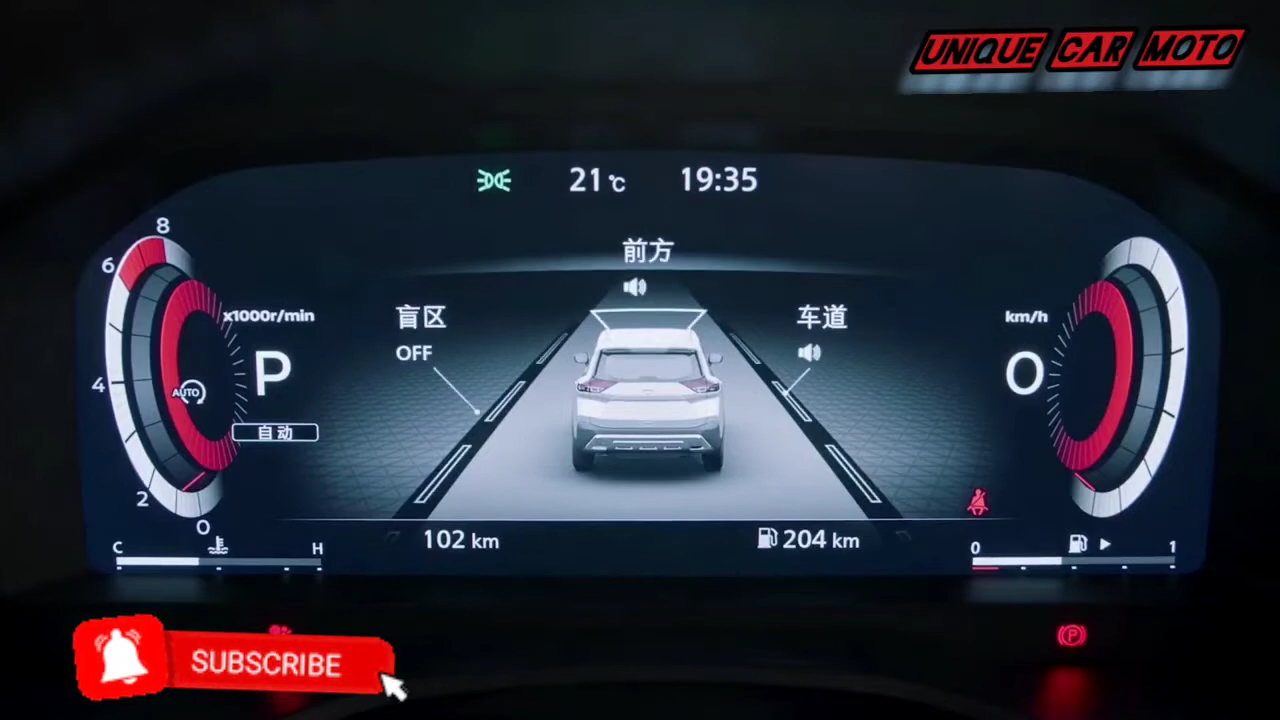 UNIQUE CAR MOTO
21℃
19:35
8
6
4
2
0
x1000r/min
P
AUTO
自动
前方
盲区
OFF
车道
km/h
0
102 km
204 km
C
H
0
1
P
SUBSCRIBE